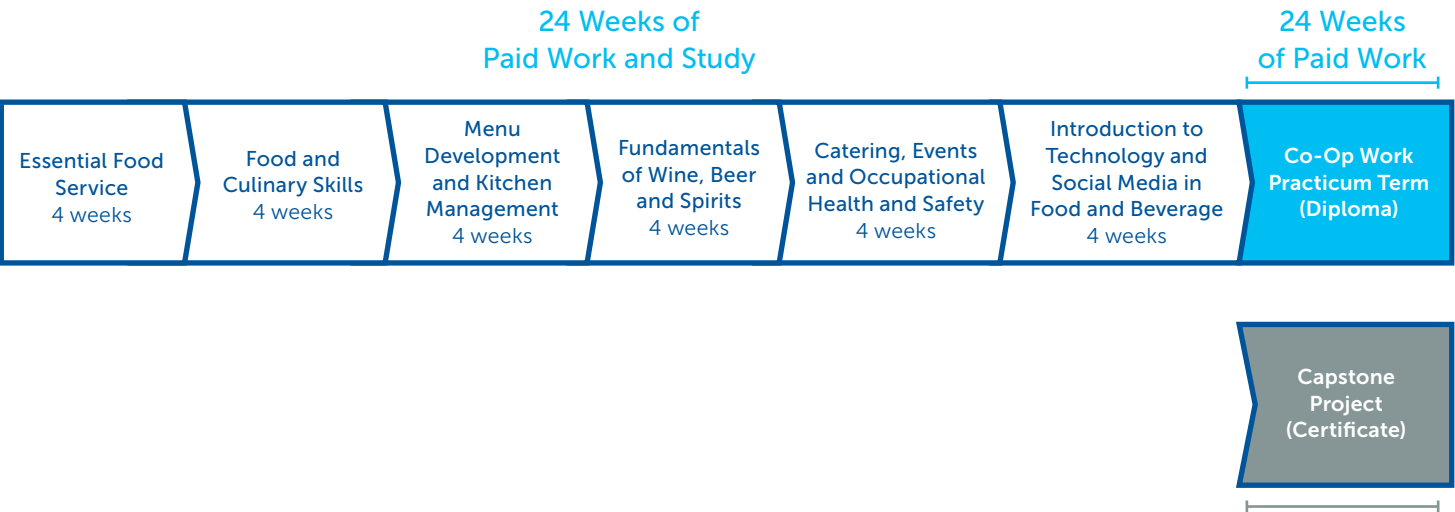 24 Weeks of
Paid Work and Study
24 Weeks
of Paid Work
Essential Food
Service
4 weeks
Food and
Culinary Skills
4 weeks
Menu
Development
and Kitchen
Management
4 weeks
Fundamentals
of Wine, Beer
and Spirits
4 weeks
Catering, Events
and Occupational
Health and Safety
4 weeks
Introduction to
Technology and
Social Media in
Food and Beverage
4 weeks
Co-Op Work
Practicum Term
(Diploma)
Capstone
Project
(Certificate)